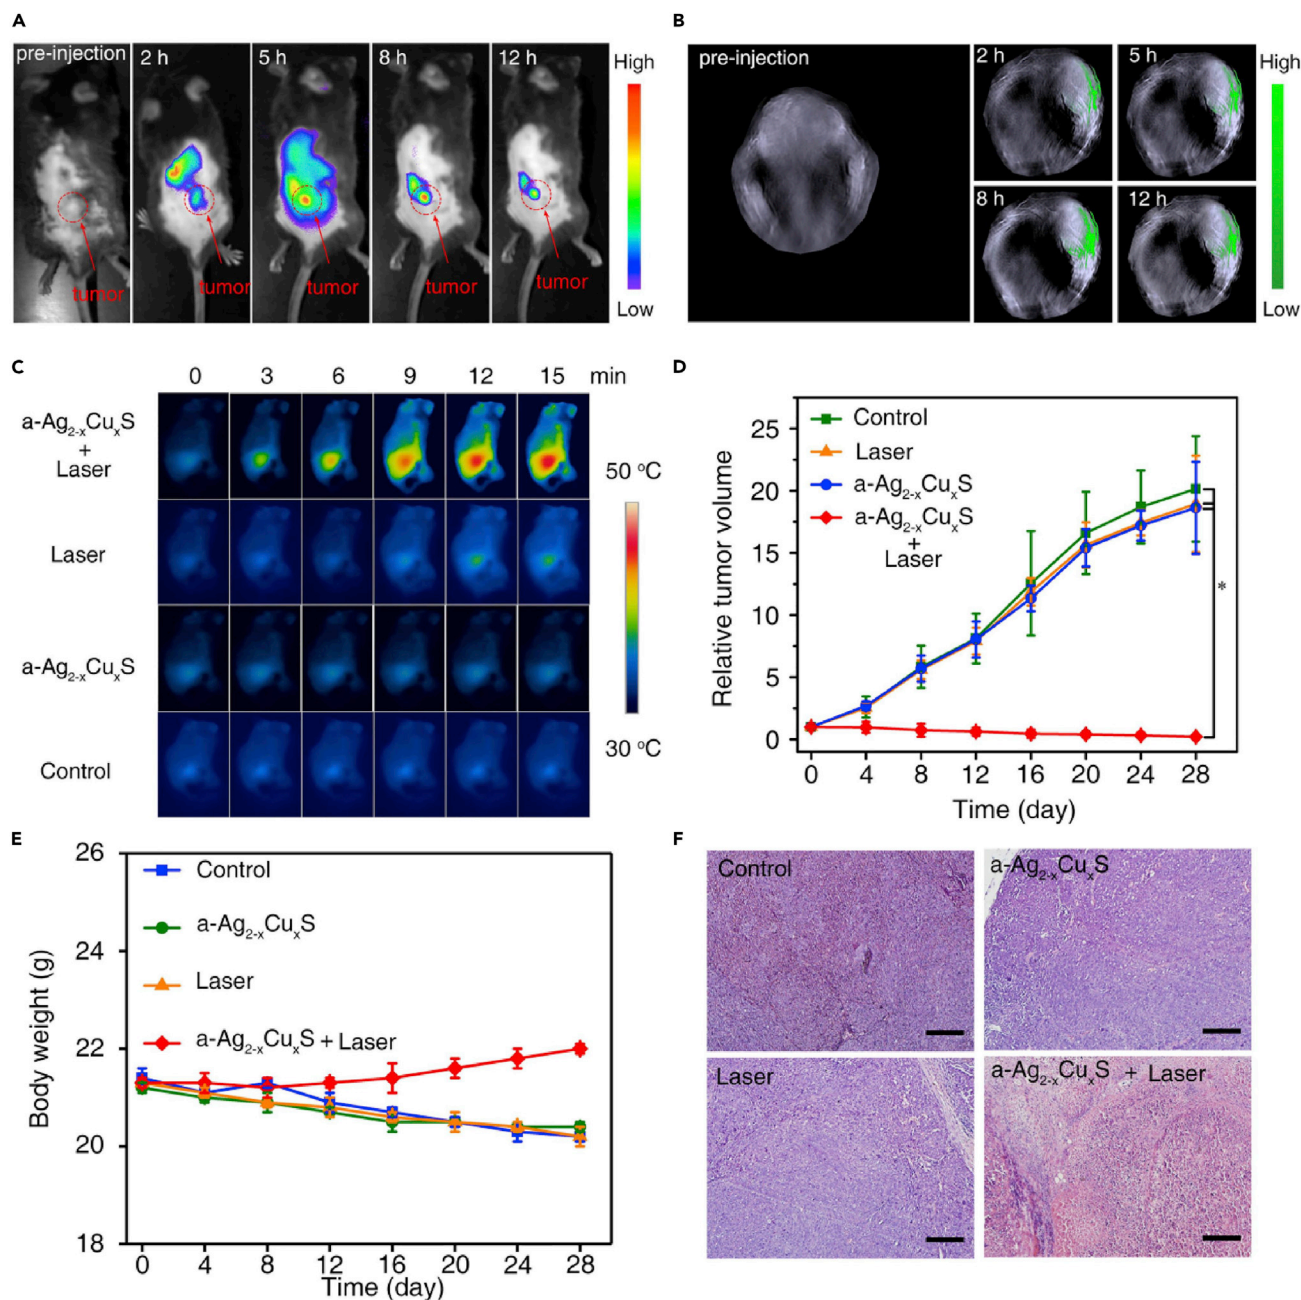 A
pre-injection
2 h
5 h
8 h
12 h
tumor
tumor
tumor
tumor
tumor
High
Low
B
pre-injection
2 h
5 h
8 h
12 h
High
Low
C
0 3 6 9 12 15 min
a-Ag2-xCuxS
+
Laser
Laser
a-Ag2-xCuxS
Control
50 °C
30 °C
D
Relative tumor volume
25
20
15
10
5
0
Control
Laser
a-Ag2-xCuxS
a-Ag2-xCuxS
+
Laser
*
0 4 8 12 16 20 24 28
Time (day)
E
Body weight (g)
26
24
22
20
18
Control
a-Ag2-xCuxS
Laser
a-Ag2-xCuxS + Laser
0 4 8 12 16 20 24 28
Time (day)
F
Control
a-Ag2-xCuxS
Laser
a-Ag2-xCuxS + Laser